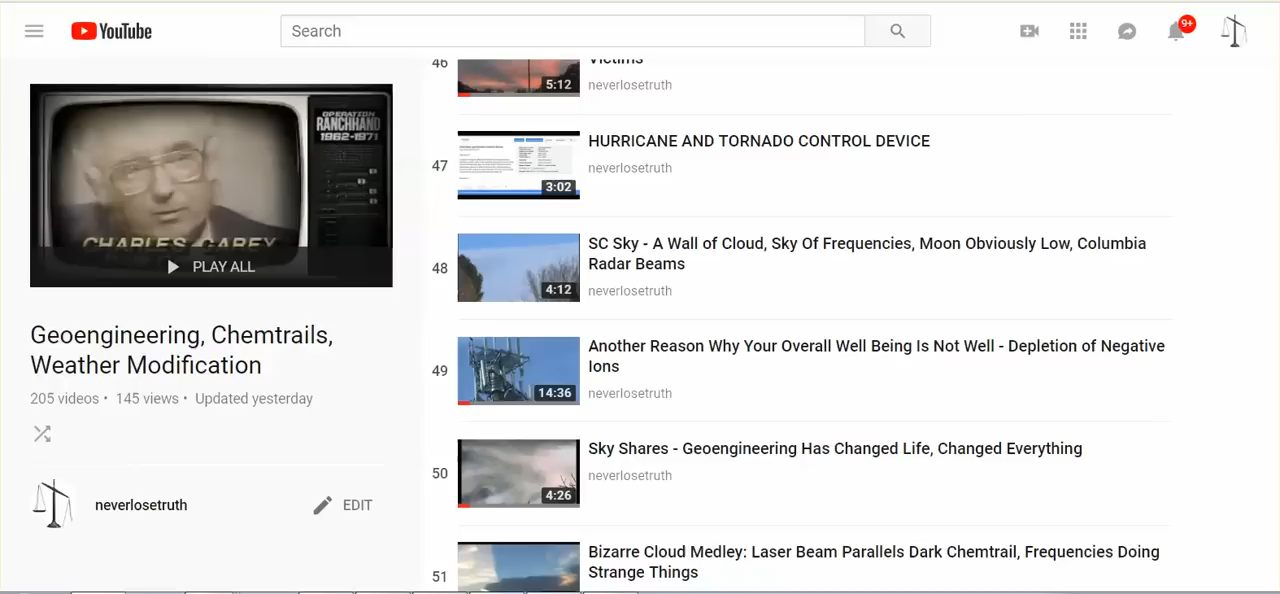 YouTube
Search
9+
OPERATION
RANCHHAND
1962-1971
CHARLES CAREY
PLAY ALL
Geoengineering, Chemtrails,
Weather Modification
205 videos • 145 views • Updated yesterday
neverlosetruth
EDIT
46
5:12
Victims
neverlosetruth
47
3:02
HURRICANE AND TORNADO CONTROL DEVICE
neverlosetruth
48
4:12
SC Sky - A Wall of Cloud, Sky Of Frequencies, Moon Obviously Low, Columbia
Radar Beams
neverlosetruth
49
14:36
Another Reason Why Your Overall Well Being Is Not Well - Depletion of Negative
Ions
neverlosetruth
50
4:26
Sky Shares - Geoengineering Has Changed Life, Changed Everything
neverlosetruth
51
Bizarre Cloud Medley: Laser Beam Parallels Dark Chemtrail, Frequencies Doing
Strange Things